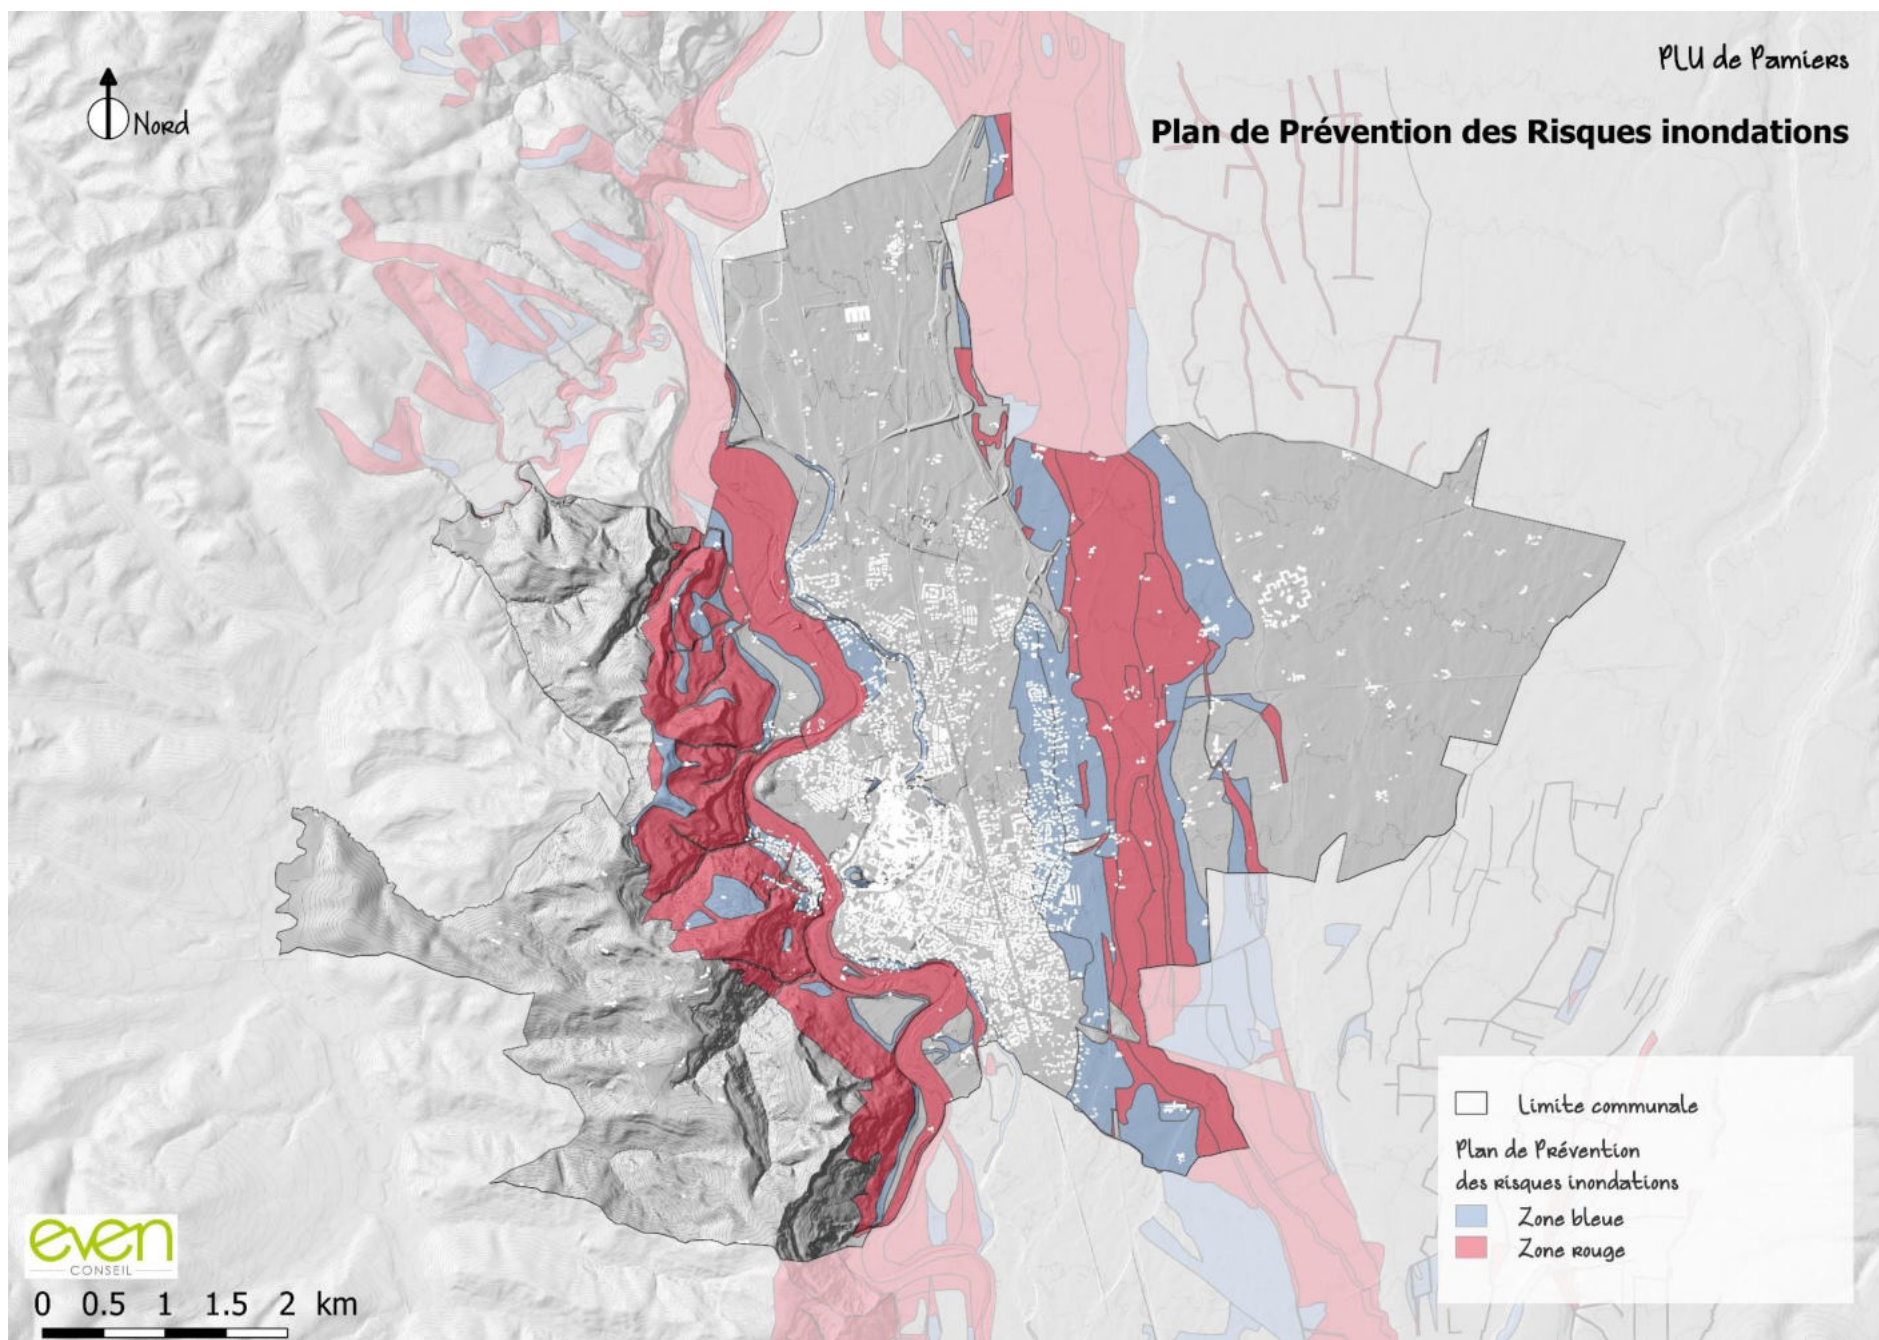 PLU de Pamiers
Plan de Prévention des Risques inondations
Nord
Limite communale
Plan de Prévention
des risques inondations
Zone bleue
Zone rouge
even
CONSEIL
0 0.5 1 1.5 2 km